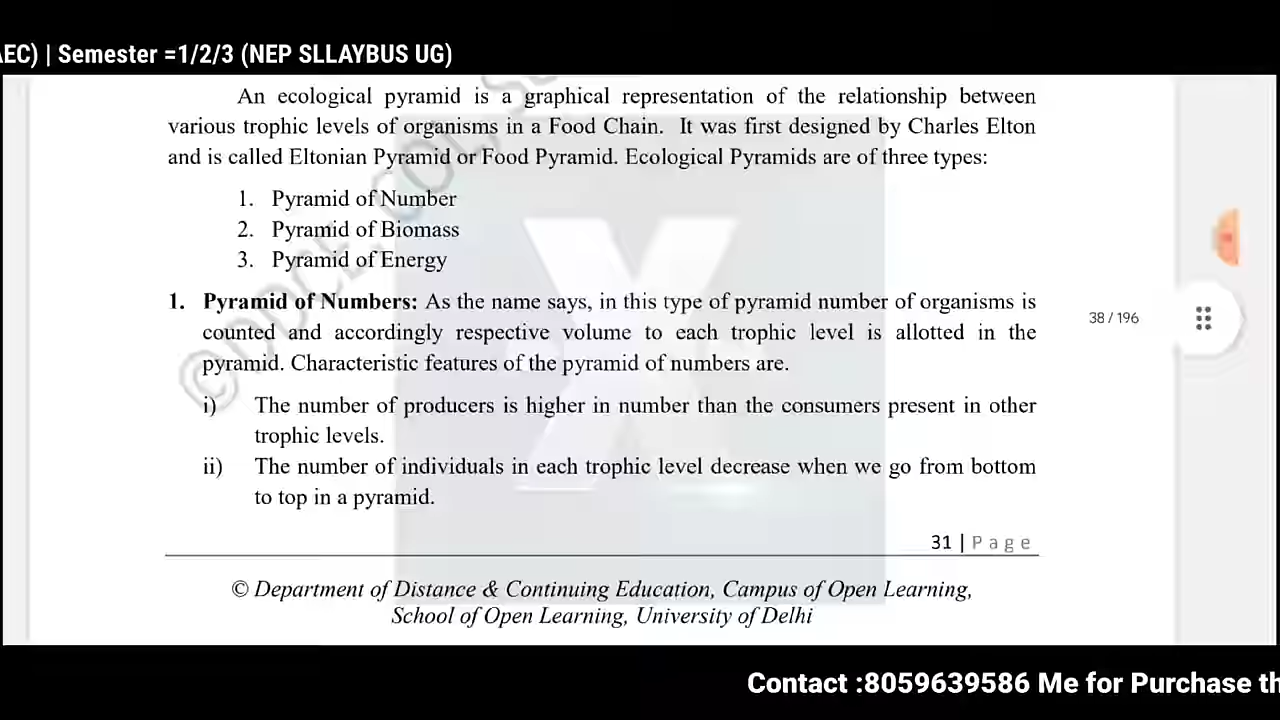 AEC) | Semester =1/2/3 (NEP SLLAYBUS UG)
An ecological pyramid is a graphical representation of the relationship between
various trophic levels of organisms in a Food Chain. It was first designed by Charles Elton
and is called Eltonian Pyramid or Food Pyramid. Ecological Pyramids are of three types:
1. Pyramid of Number
2. Pyramid of Biomass
3. Pyramid of Energy
1. Pyramid of Numbers: As the name says, in this type of pyramid number of organisms is
counted and accordingly respective volume to each trophic level is allotted in the
pyramid. Characteristic features of the pyramid of numbers are.
38 / 196
i) The number of producers is higher in number than the consumers present in other
trophic levels.
ii) The number of individuals in each trophic level decrease when we go from bottom
to top in a pyramid.
31 | Page
© Department of Distance & Continuing Education, Campus of Open Learning,
School of Open Learning, University of Delhi
Contact :8059639586 Me for Purchase th